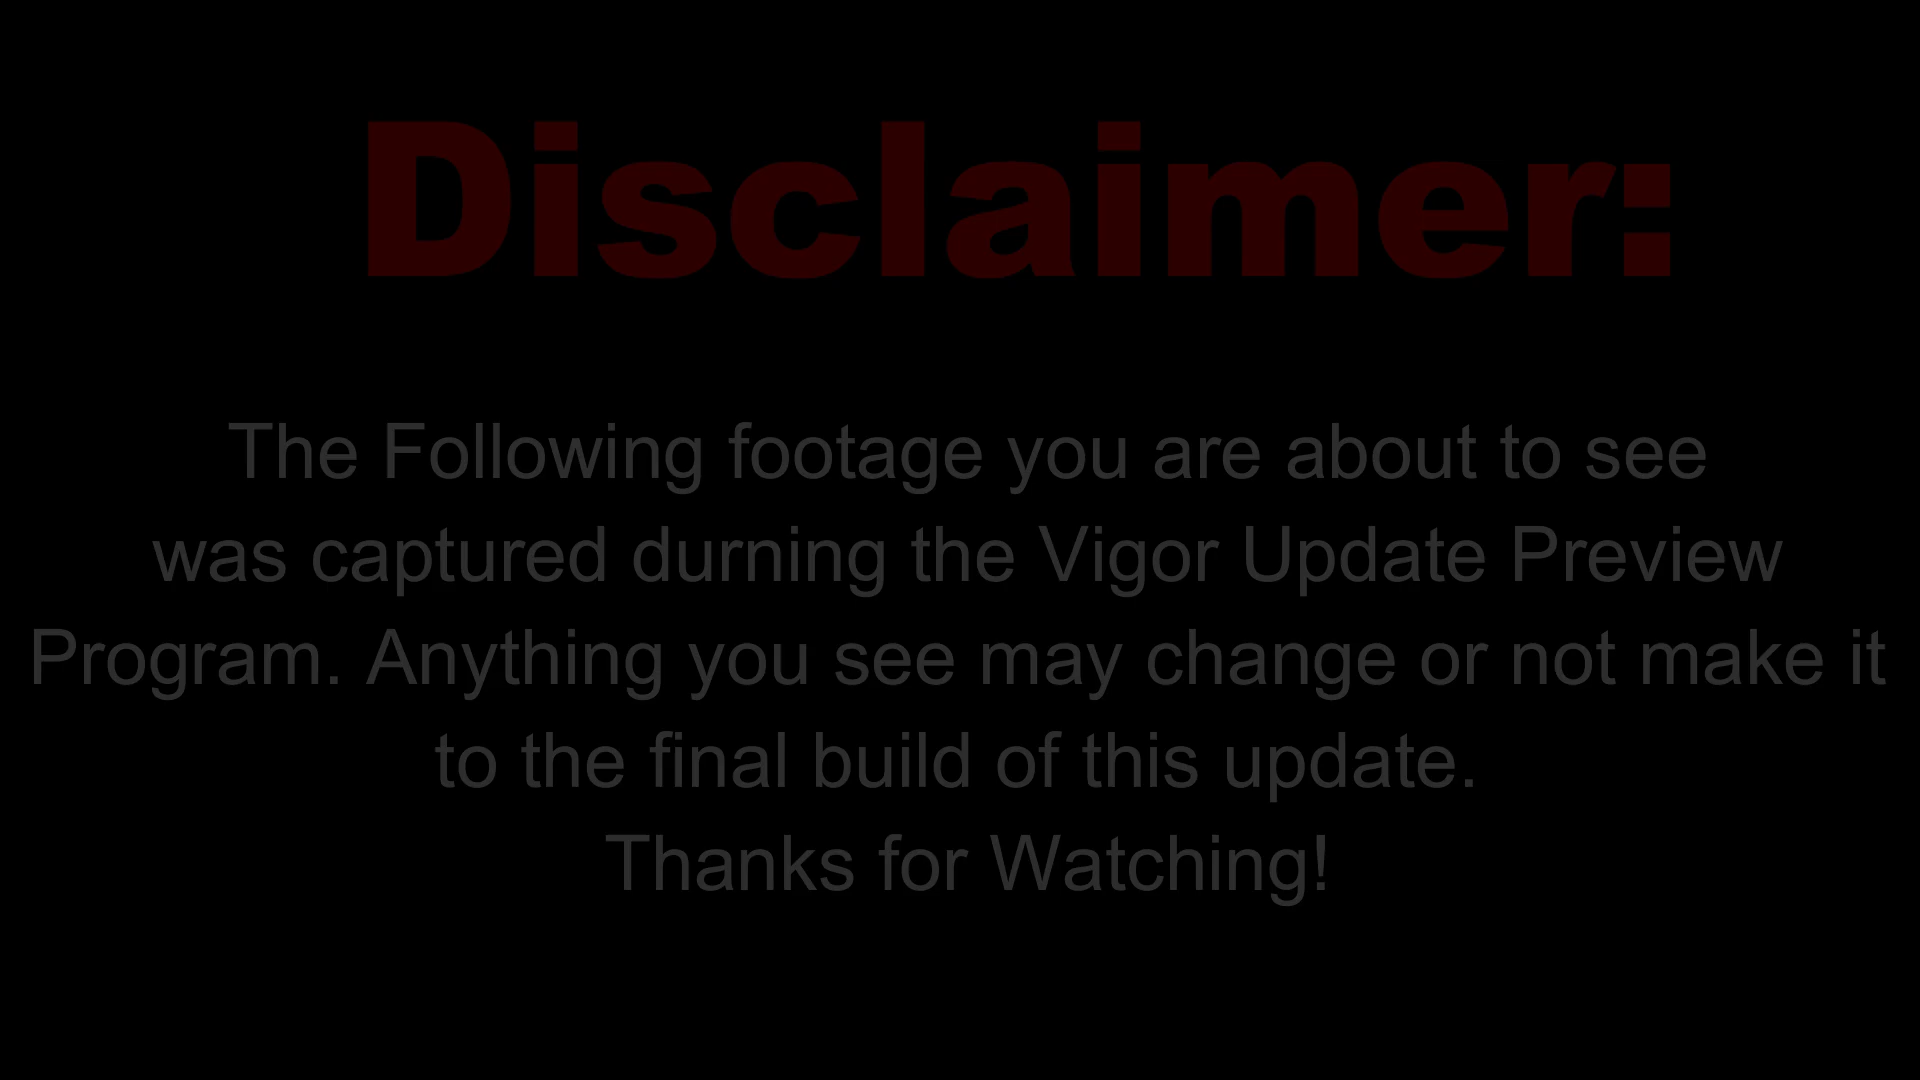 Disclaimer:
The Following footage you are about to see
was captured durning the Vigor Update Preview
Program. Anything you see may change or not make it
to the final build of this update.
Thanks for Watching!